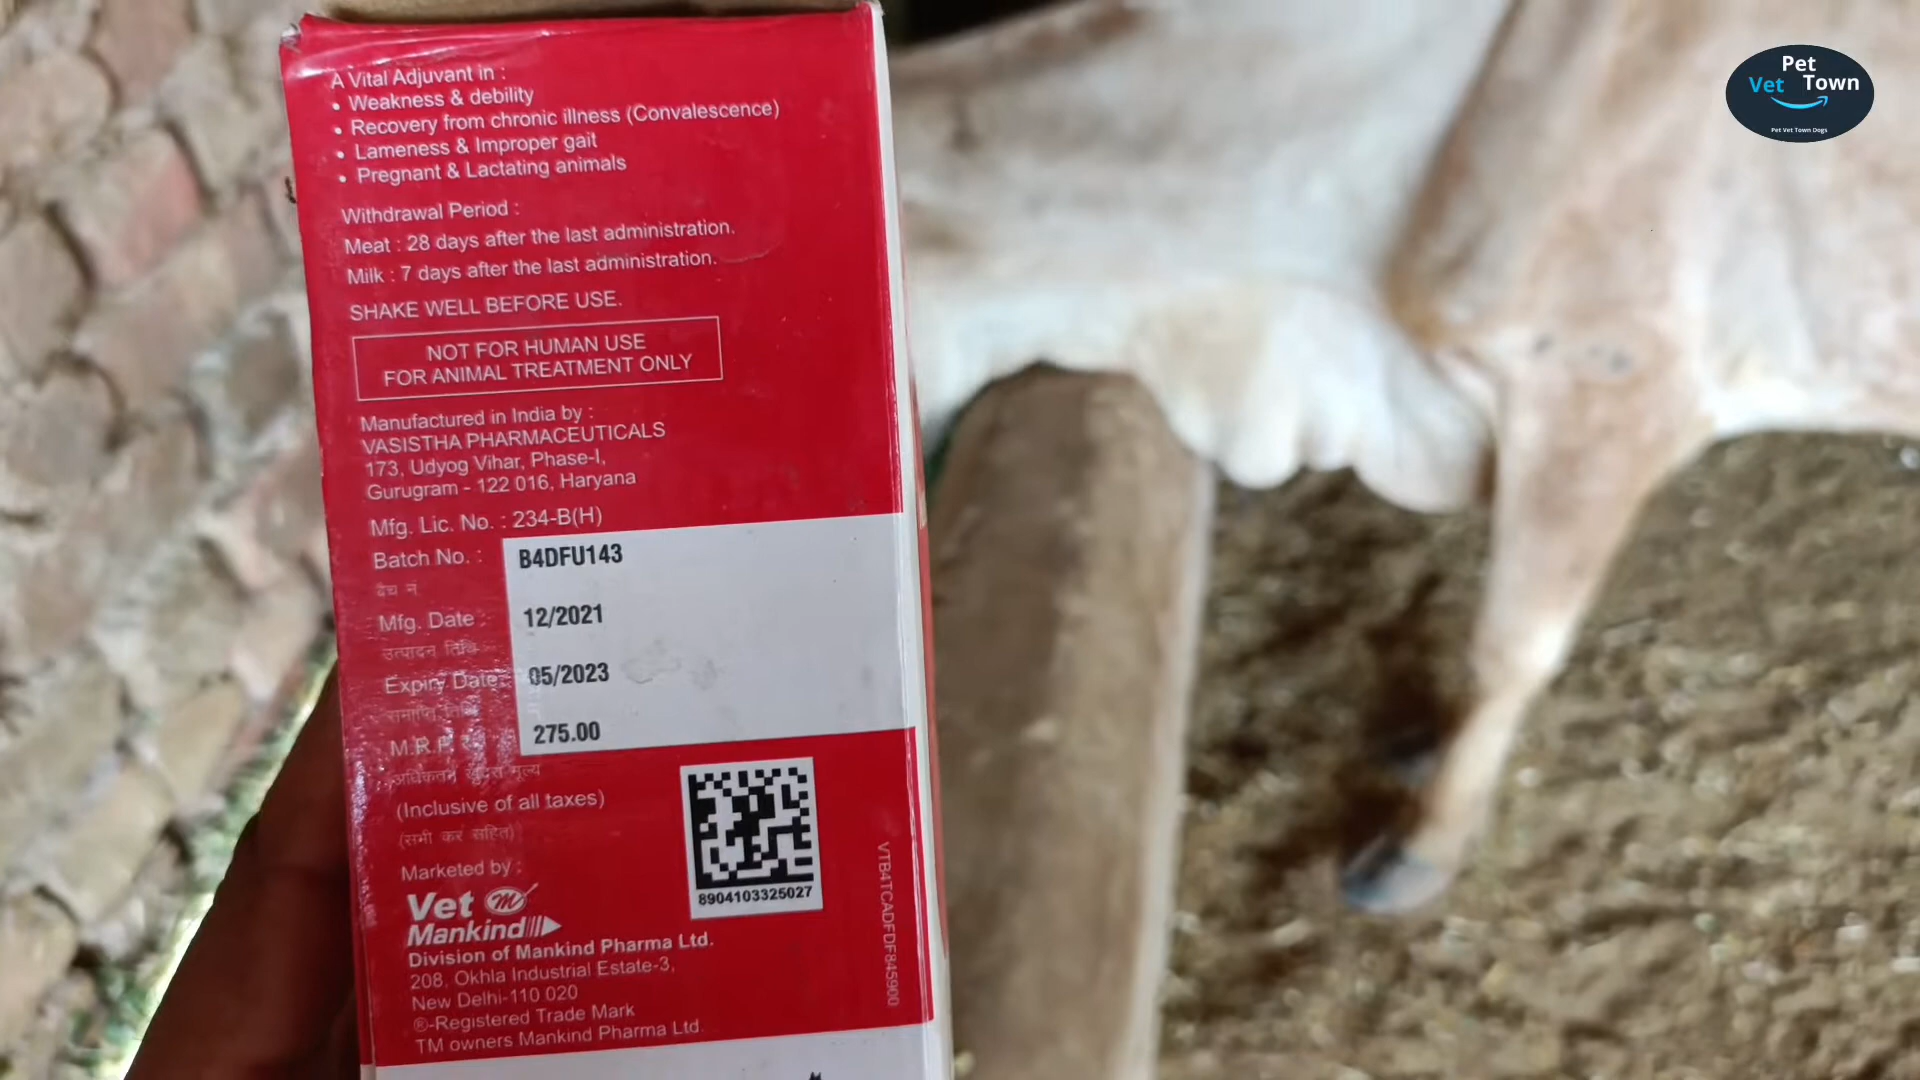 A Vital Adjuvant in :
• Weakness & debility
• Recovery from chronic illness (Convalescence)
• Lameness & Improper gait
• Pregnant & Lactating animals
Withdrawal Period :
Meat : 28 days after the last administration.
Milk : 7 days after the last administration.
SHAKE WELL BEFORE USE.
NOT FOR HUMAN USE
FOR ANIMAL TREATMENT ONLY
Manufactured in India by :
VASISTHA PHARMACEUTICALS
173, Udyog Vihar, Phase-I,
Gurugram - 122 016, Haryana
Mfg. Lic. No. : 234-B(H)
Batch No. : B4DFU143
बैच नं
Mfg. Date : 12/2021
उत्पादन तिथि
Expiry Date: 05/2023
समाप्ति तिथि
M.R.P. ₹ 275.00
अधिकतम खुदरा मूल्य
(Inclusive of all taxes)
(सभी कर सहित)
8904103325027
VTB4TCADFDF845900
Marketed by :
Vet
Mankind
Division of Mankind Pharma Ltd.
208, Okhla Industrial Estate-3,
New Delhi-110 020
®-Registered Trade Mark
TM owners Mankind Pharma Ltd.
Pet
Vet Town
Pet Vet Town Dogs